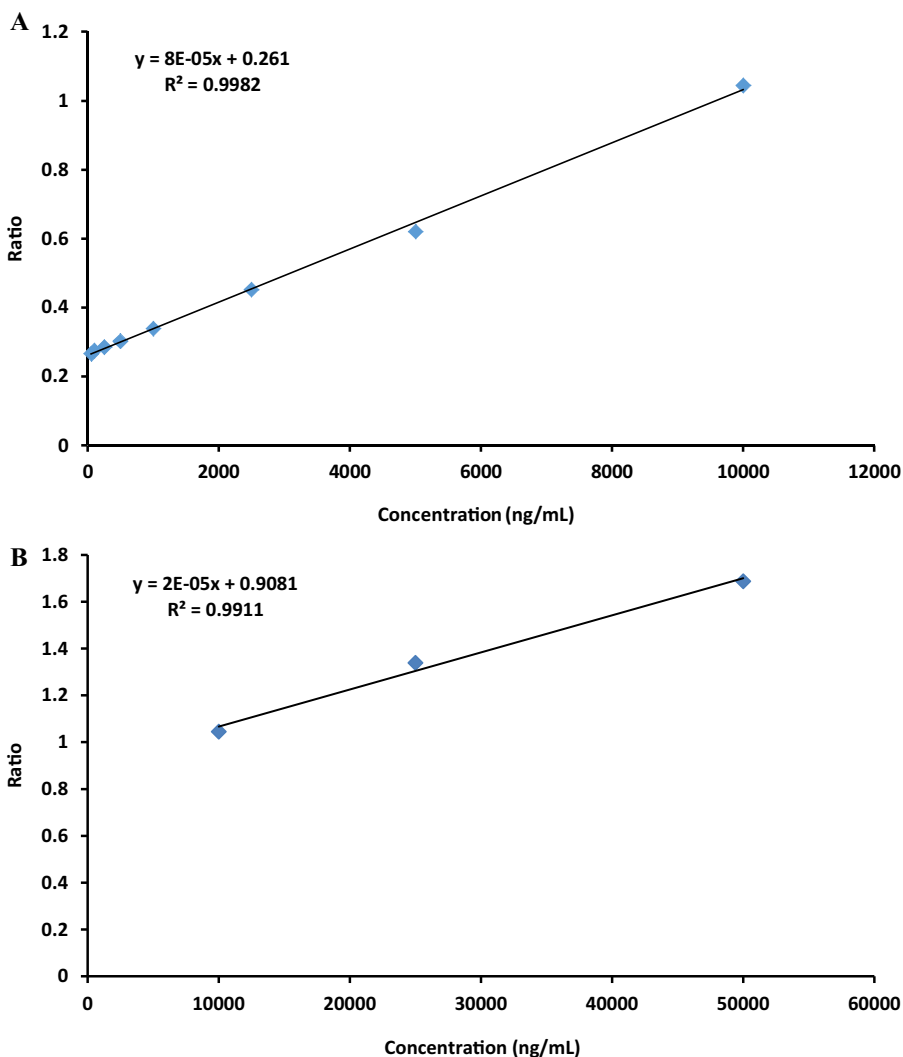 A
y = 8E-05x + 0.261
R² = 0.9982
1.2
1
0.8
0.6
0.4
0.2
0
Ratio
0 2000 4000 6000 8000 10000 12000
Concentration (ng/mL)
B
y = 2E-05x + 0.9081
R² = 0.9911
1.8
1.6
1.4
1.2
1
0.8
0.6
0.4
0.2
0
Ratio
0 10000 20000 30000 40000 50000 60000
Concentration (ng/mL)